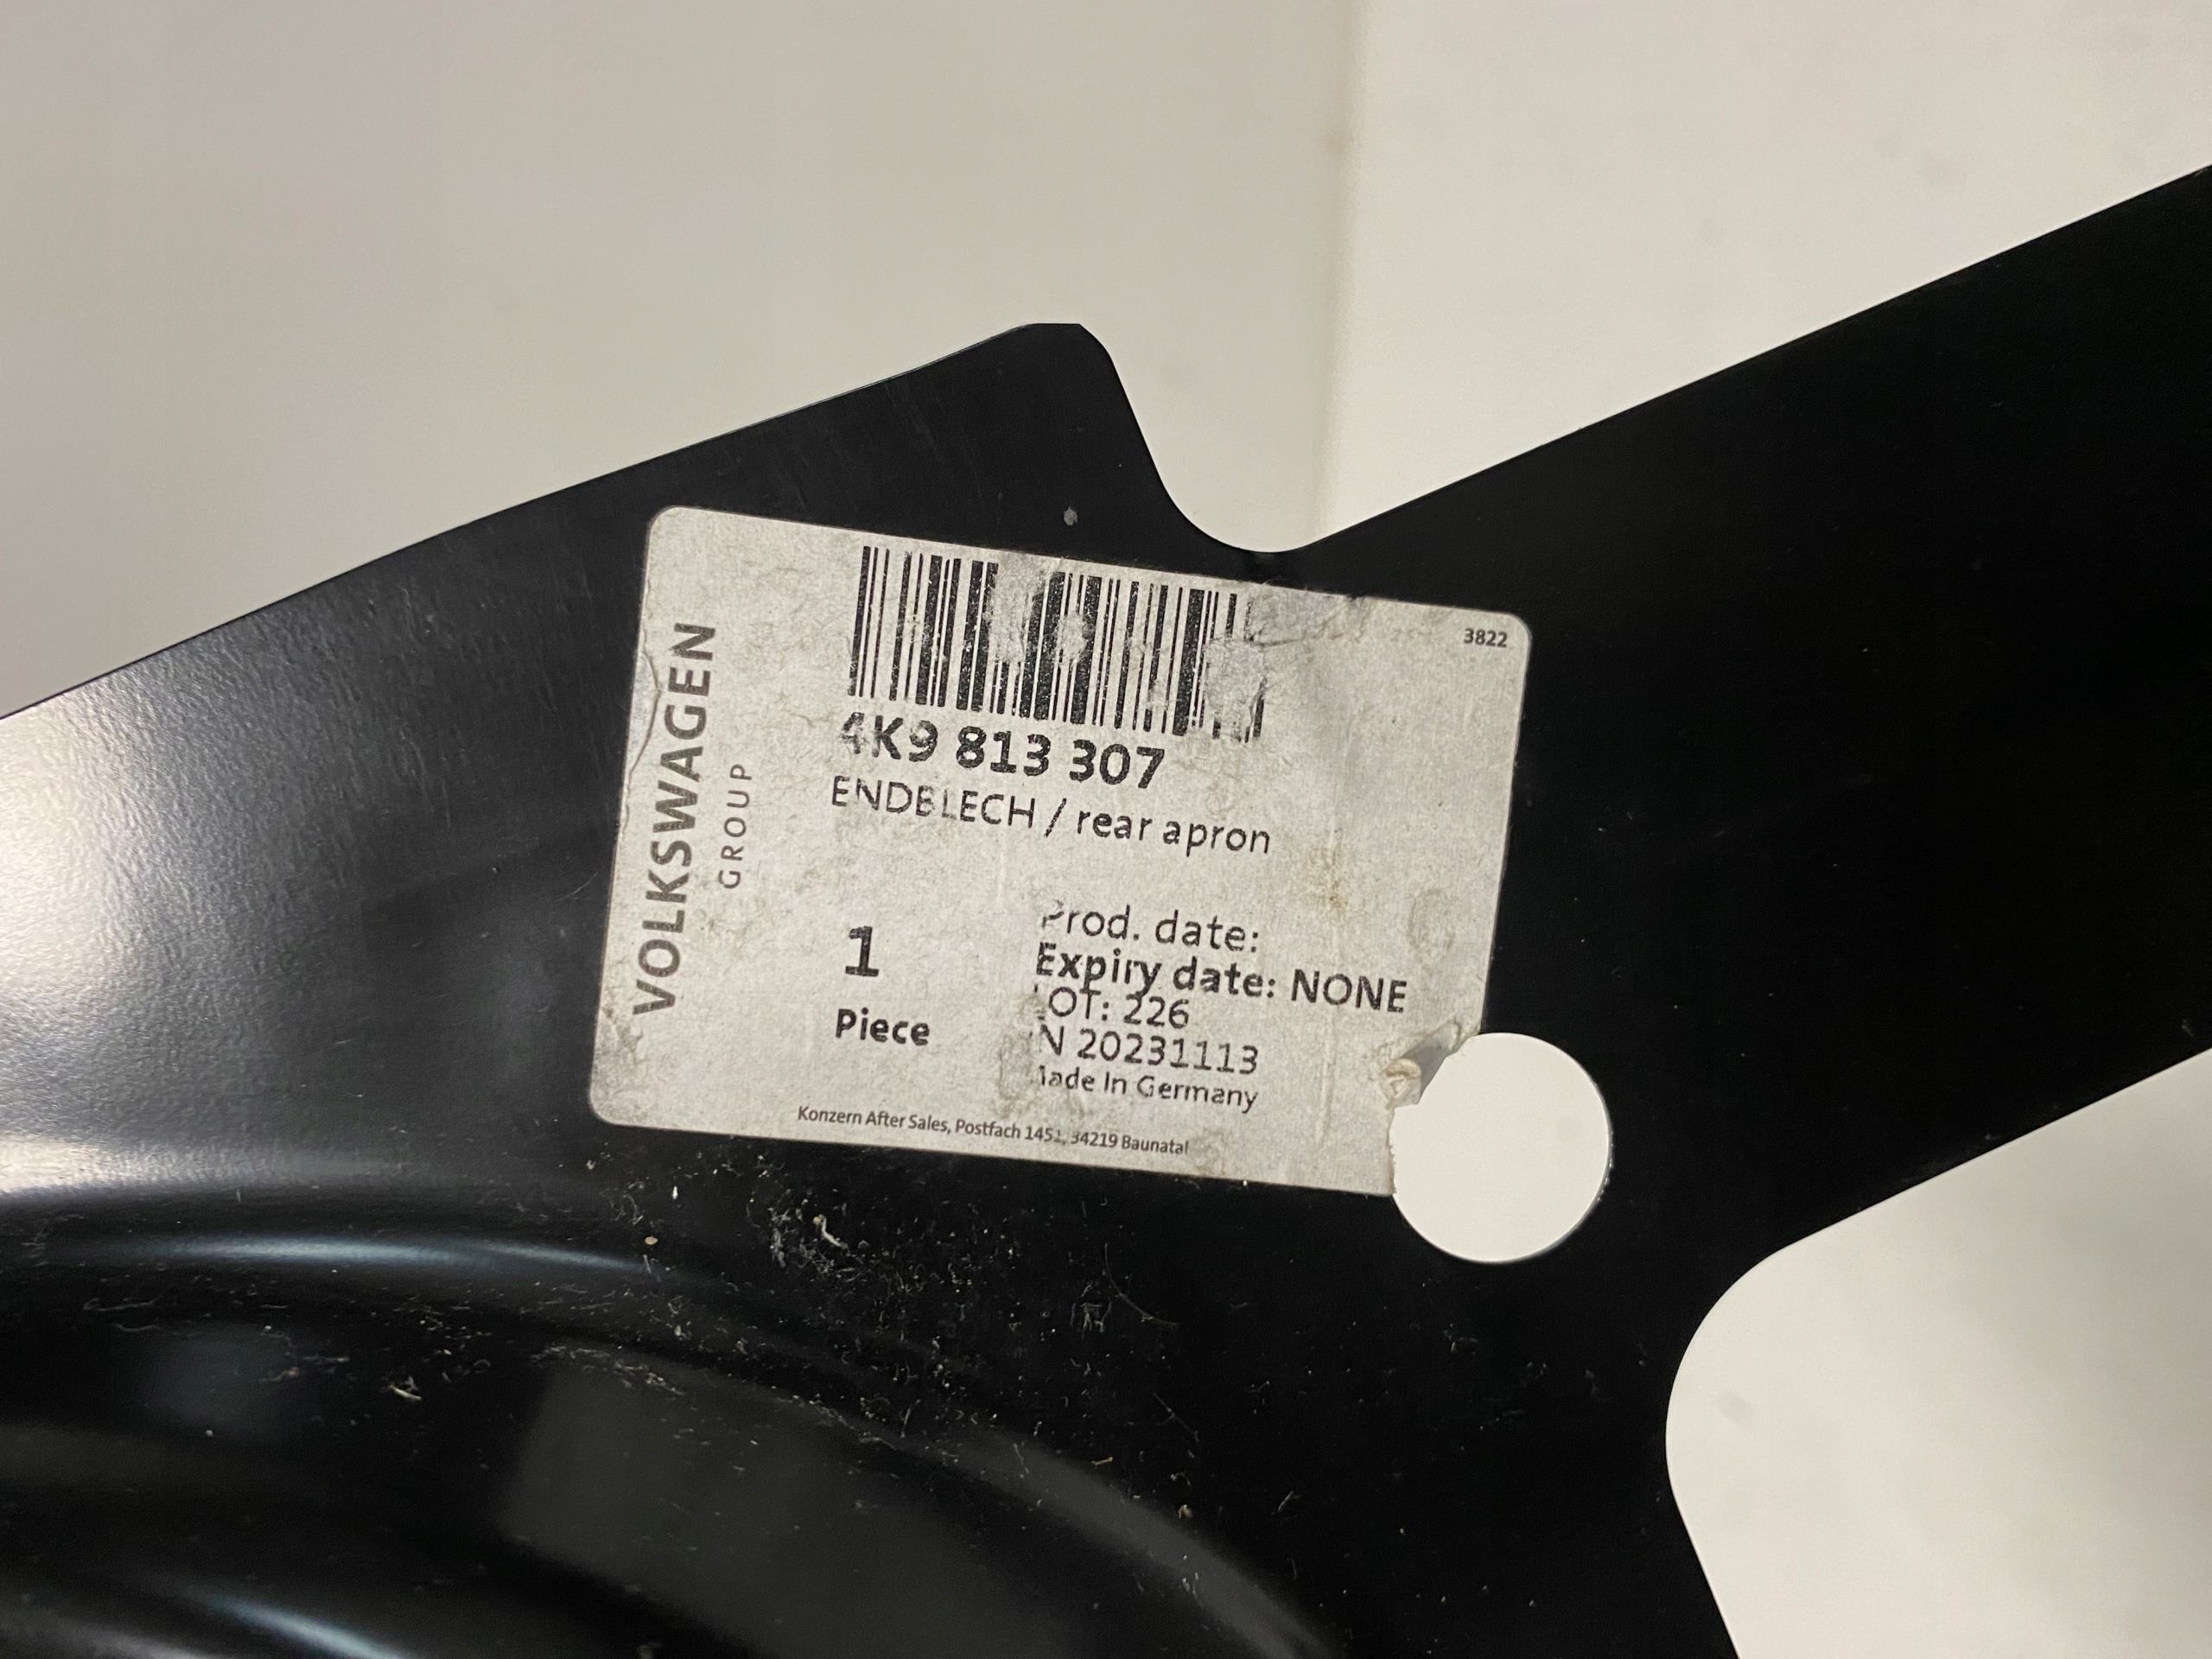 VOLKSWAGEN
GROUP
3822
4K9 813 307
ENDBLECH / rear apron
1
Piece
Prod. date:
Expiry date: NONE
LOT: 226
N 20231113
Made In Germany
Konzern After Sales, Postfach 1451, 34219 Baunatal